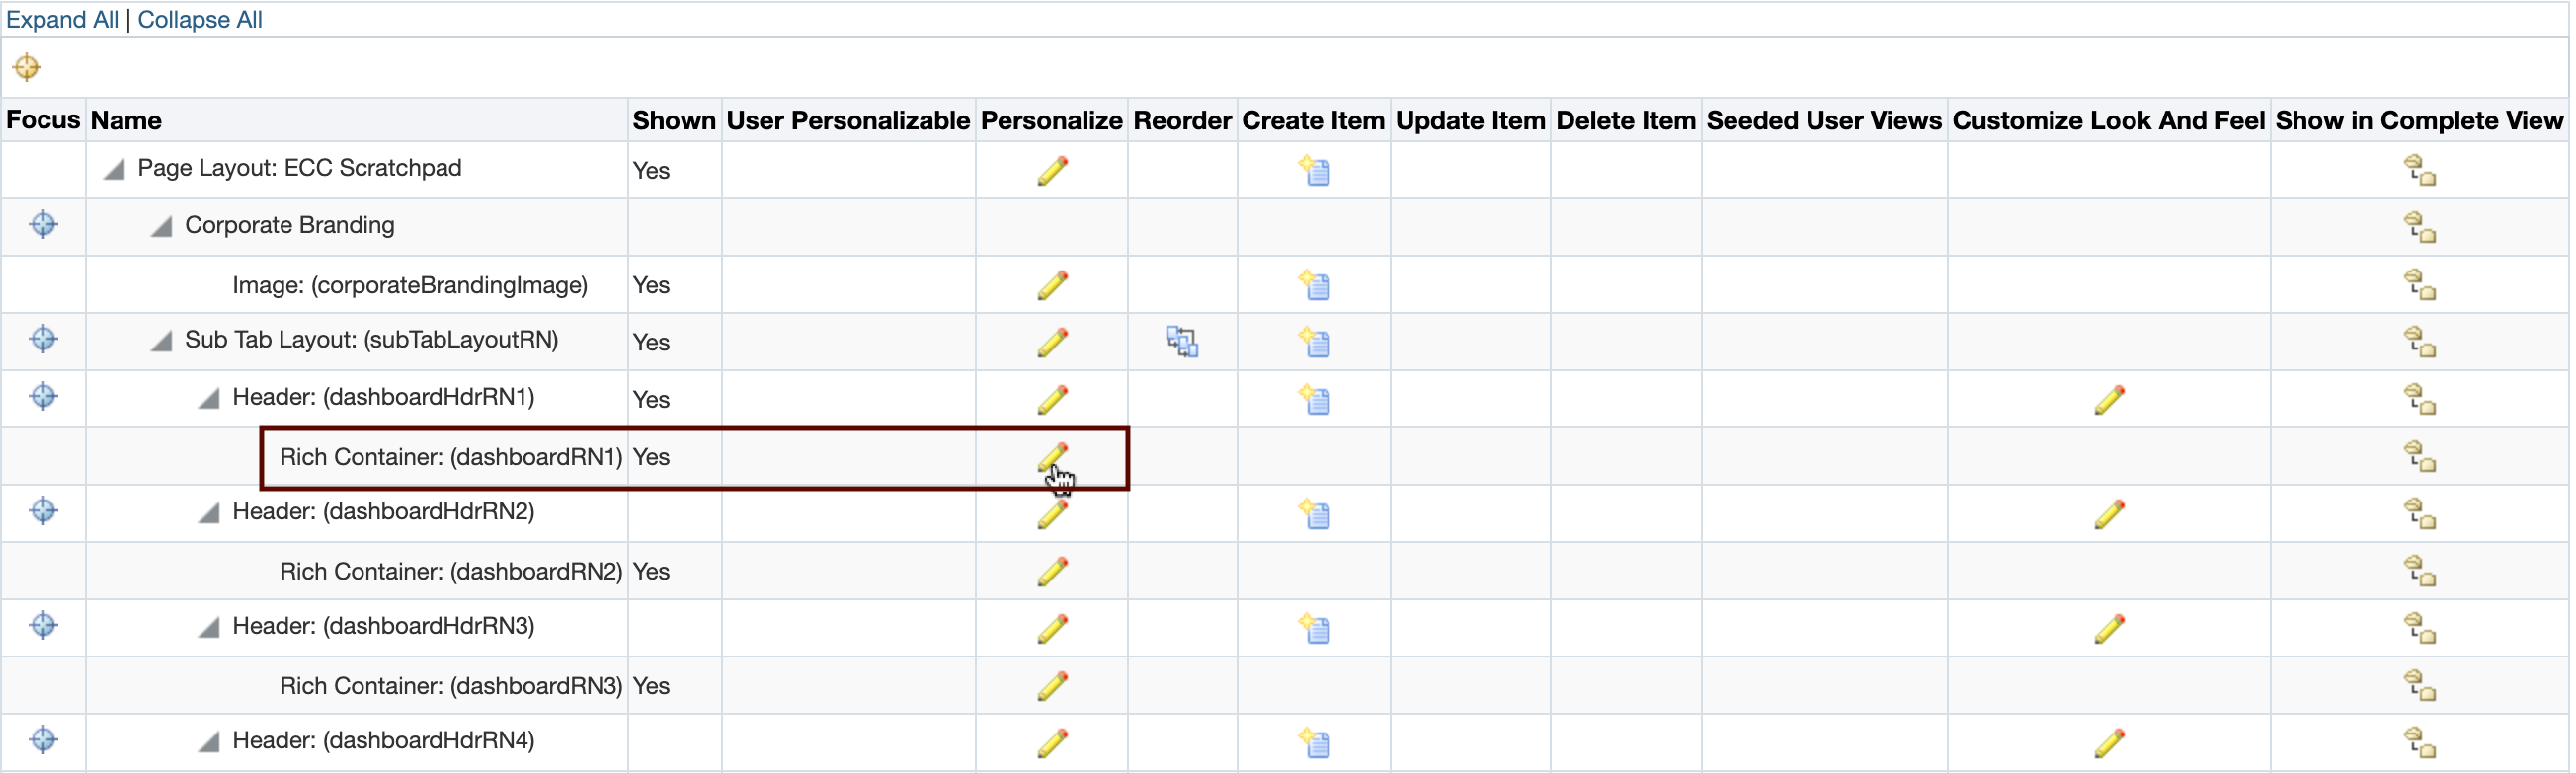 Expand All | Collapse All
Focus Name Shown User Personalizable Personalize Reorder Create Item Update Item Delete Item Seeded User Views Customize Look And Feel Show in Complete View
Page Layout: ECC Scratchpad Yes
Corporate Branding
Image: (corporateBrandingImage) Yes
Sub Tab Layout: (subTabLayoutRN) Yes
Header: (dashboardHdrRN1) Yes
Rich Container: (dashboardRN1) Yes
Header: (dashboardHdrRN2)
Rich Container: (dashboardRN2) Yes
Header: (dashboardHdrRN3)
Rich Container: (dashboardRN3) Yes
Header: (dashboardHdrRN4)